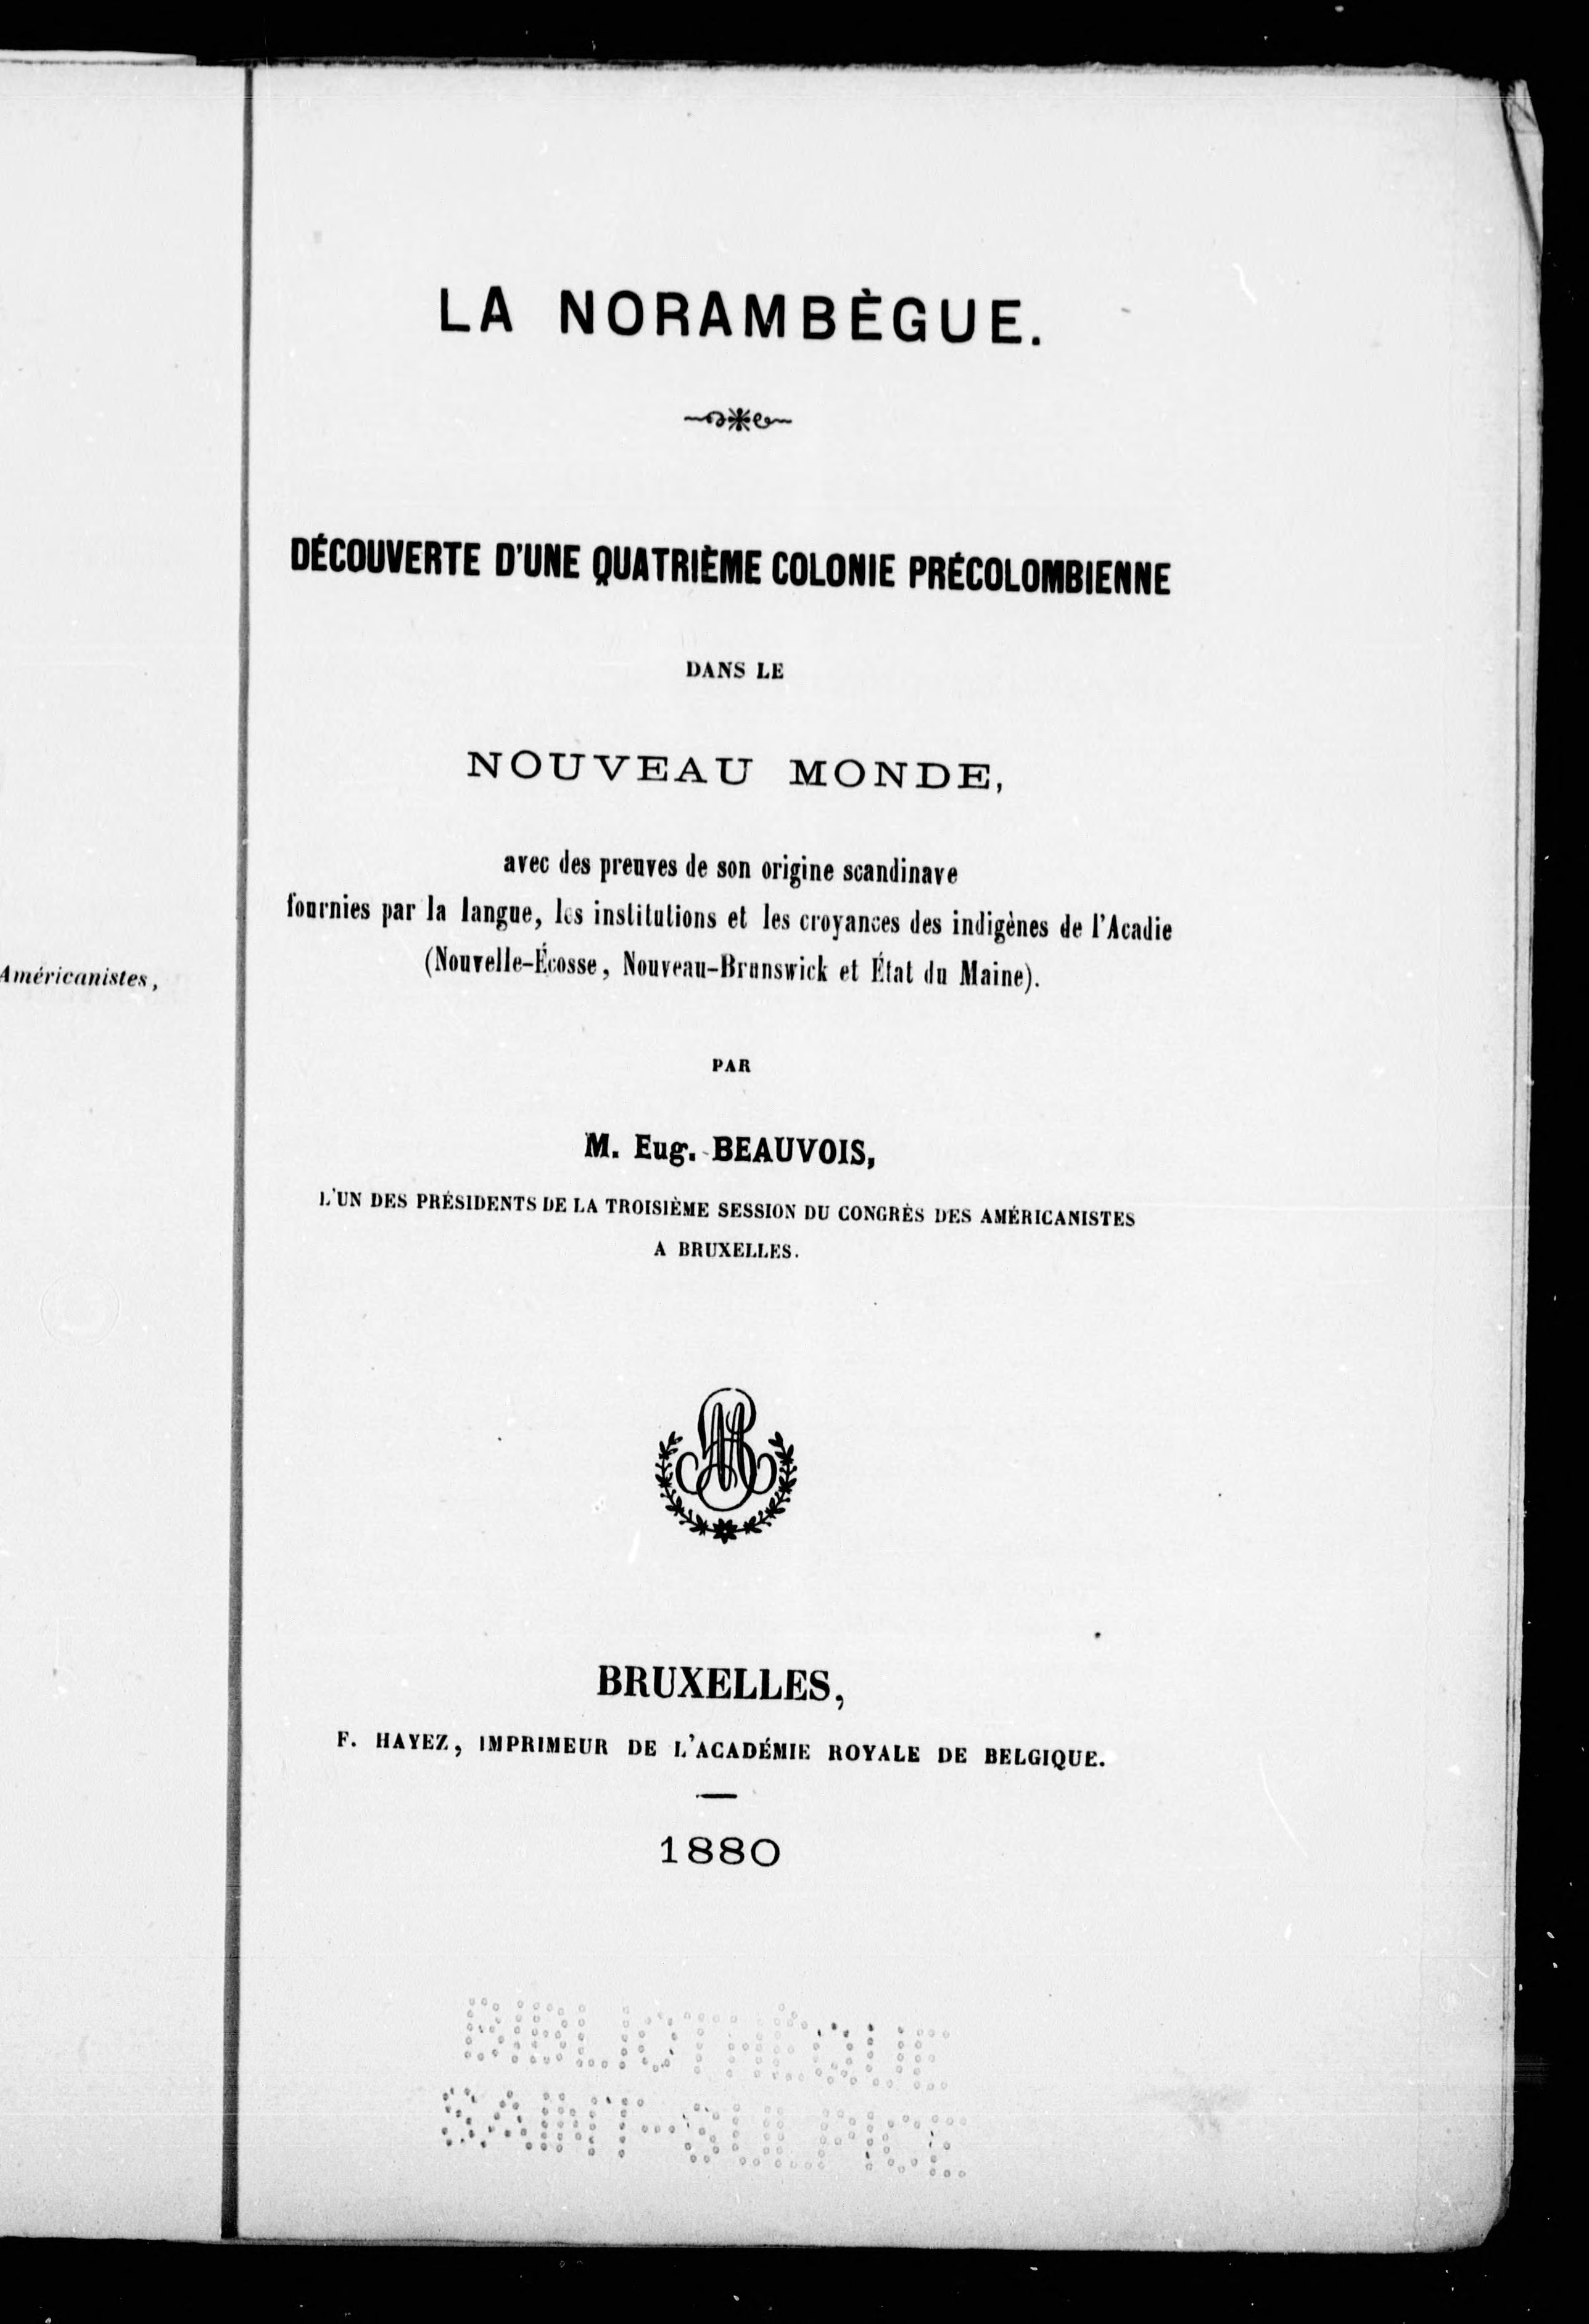 Américanistes,
LA NORAMBÈGUE.
DÉCOUVERTE D'UNE QUATRIÈME COLONIE PRÉCOLOMBIENNE
DANS LE
NOUVEAU MONDE,
avec des preuves de son origine scandinave
fournies par la langue, les institutions et les croyances des indigènes de l'Acadie
(Nouvelle-Écosse, Nouveau-Brunswick et État du Maine).
PAR
M. Eug. BEAUVOIS,
L'UN DES PRÉSIDENTS DE LA TROISIÈME SESSION DU CONGRÈS DES AMÉRICANISTES
A BRUXELLES.
BRUXELLES,
F. HAYEZ, IMPRIMEUR DE L'ACADÉMIE ROYALE DE BELGIQUE.
1880
BIBLIOTHÈQUE
SAINT-SULPICE